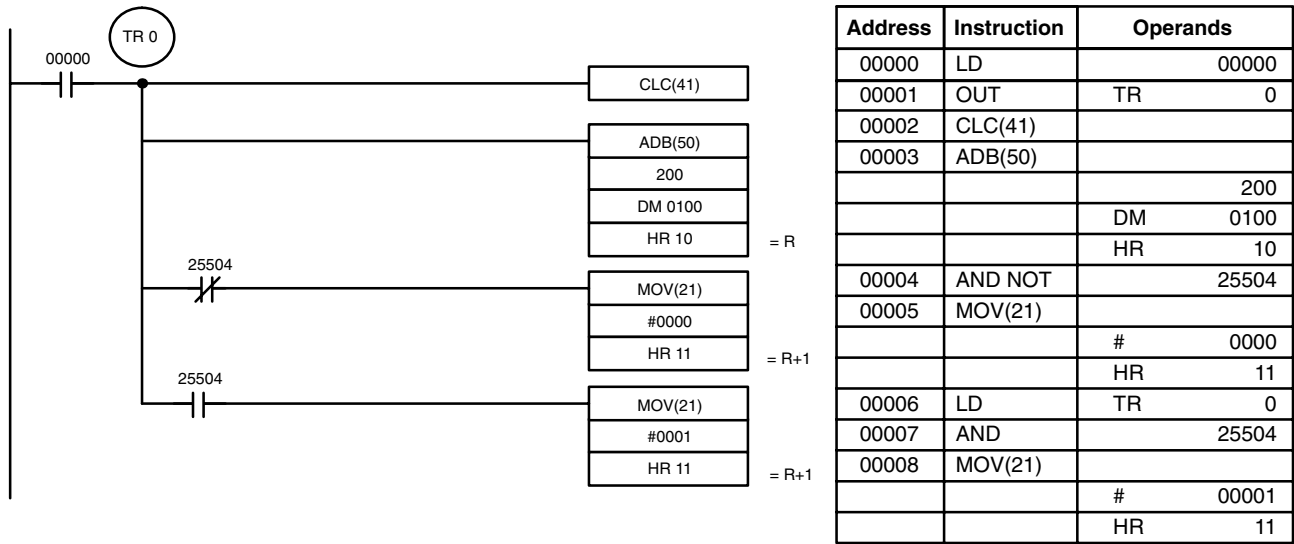 TR 0
00000
CLC(41)
ADB(50)
200
DM 0100
HR 10 = R
25504
MOV(21)
#0000
HR 11 = R+1
25504
MOV(21)
#0001
HR 11 = R+1
Address Instruction Operands
00000 LD 00000
00001 OUT TR 0
00002 CLC(41)
00003 ADB(50)
200
DM 0100
HR 10
00004 AND NOT 25504
00005 MOV(21)
# 0000
HR 11
00006 LD TR 0
00007 AND 25504
00008 MOV(21)
# 00001
HR 11